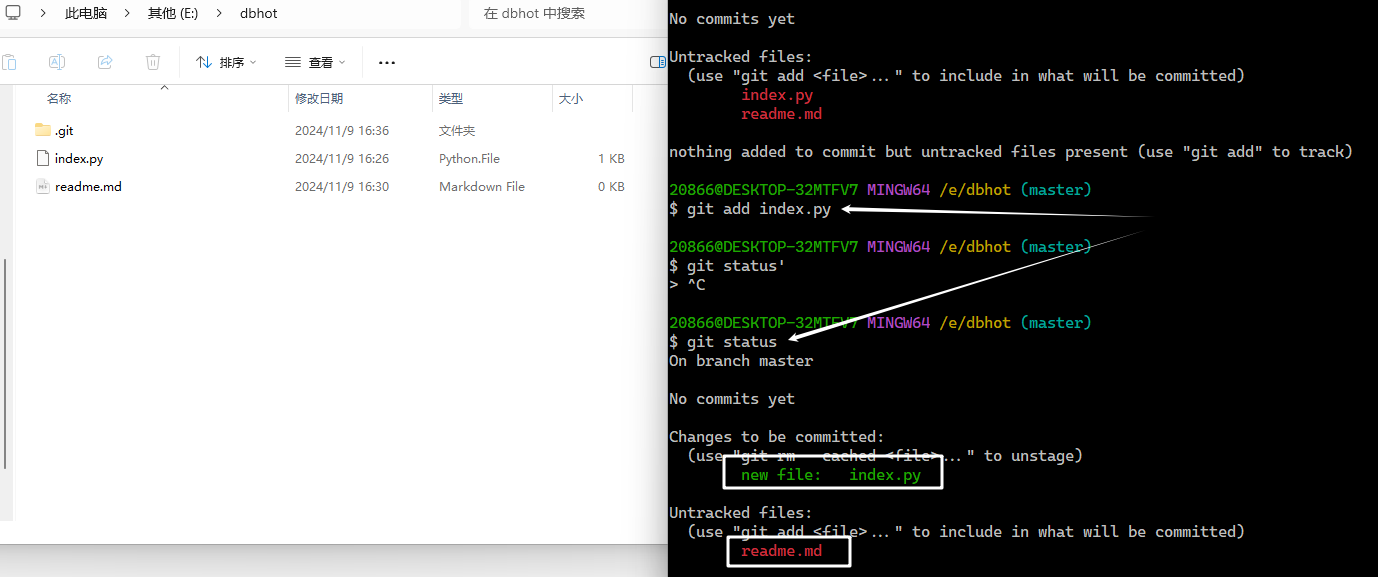 此电脑 > 其他 (E:) > dbhot
在 dbhot 中搜索
排序 查看 ...
名称 修改日期 类型 大小
.git 2024/11/9 16:36 文件夹
index.py 2024/11/9 16:26 Python.File 1 KB
readme.md 2024/11/9 16:30 Markdown File 0 KB
No commits yet
Untracked files:
(use "git add <file>..." to include in what will be committed)
index.py
readme.md
nothing added to commit but untracked files present (use "git add" to track)
20866@DESKTOP-32MTFV7 MINGW64 /e/dbhot (master)
$ git add index.py
20866@DESKTOP-32MTFV7 MINGW64 /e/dbhot (master)
$ git status'
> ^C
20866@DESKTOP-32MTFV7 MINGW64 /e/dbhot (master)
$ git status
On branch master
No commits yet
Changes to be committed:
(use "git rm --cached <file>..." to unstage)
new file: index.py
Untracked files:
(use "git add <file>..." to include in what will be committed)
readme.md